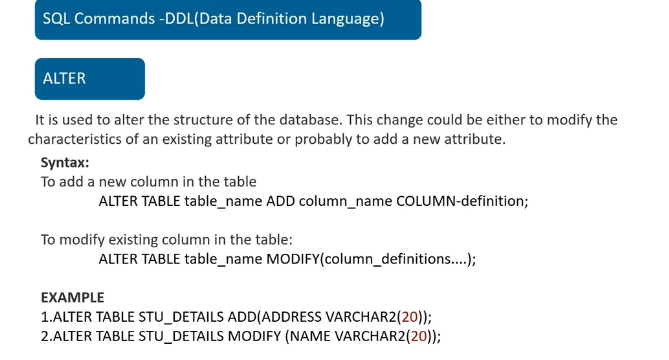 SQL Commands -DDL(Data Definition Language)
ALTER
It is used to alter the structure of the database. This change could be either to modify the
characteristics of an existing attribute or probably to add a new attribute.
Syntax:
To add a new column in the table
ALTER TABLE table_name ADD column_name COLUMN-definition;
To modify existing column in the table:
ALTER TABLE table_name MODIFY(column_definitions....);
EXAMPLE
1.ALTER TABLE STU_DETAILS ADD(ADDRESS VARCHAR2(20));
2.ALTER TABLE STU_DETAILS MODIFY (NAME VARCHAR2(20));